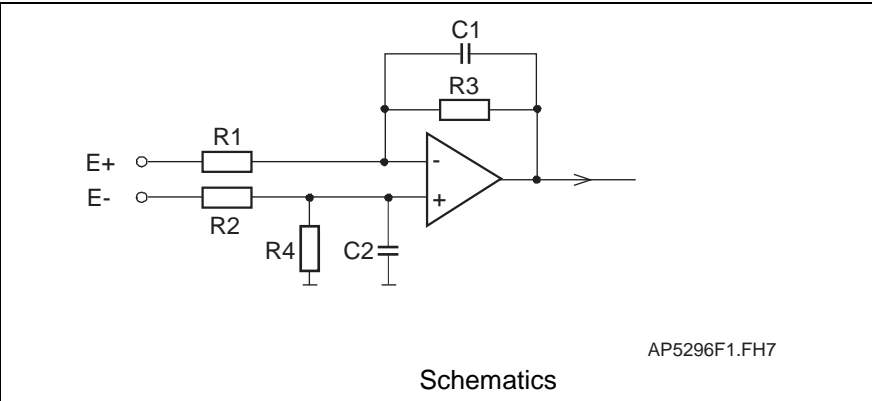 C1
R3
R1
E+
-
E-
+
R2
R4
C2
AP5296F1.FH7
Schematics